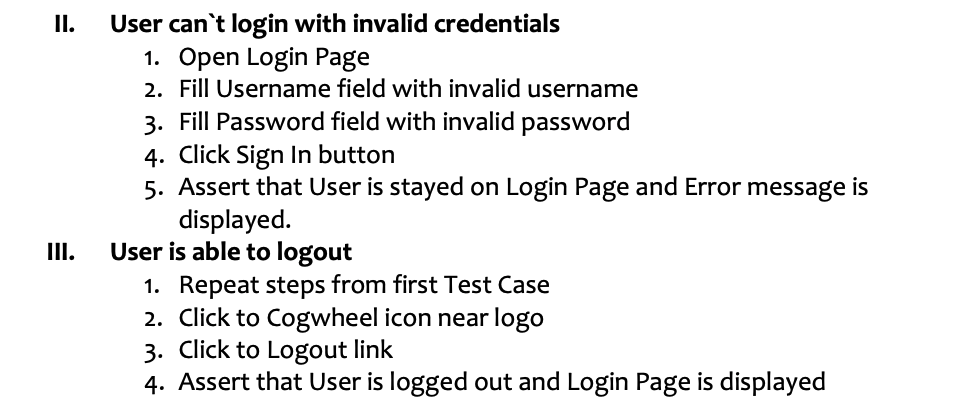 II. User can`t login with invalid credentials
1. Open Login Page
2. Fill Username field with invalid username
3. Fill Password field with invalid password
4. Click Sign In button
5. Assert that User is stayed on Login Page and Error message is
displayed.
III. User is able to logout
1. Repeat steps from first Test Case
2. Click to Cogwheel icon near logo
3. Click to Logout link
4. Assert that User is logged out and Login Page is displayed